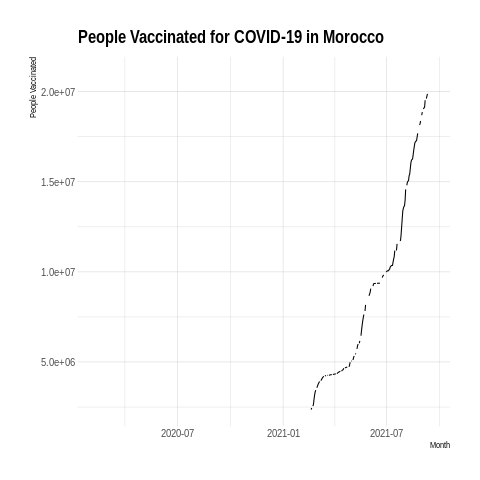 People Vaccinated for COVID-19 in Morocco
People Vaccinated
2.0e+07
1.5e+07
1.0e+07
5.0e+06
2020-07
2021-01
2021-07
Month